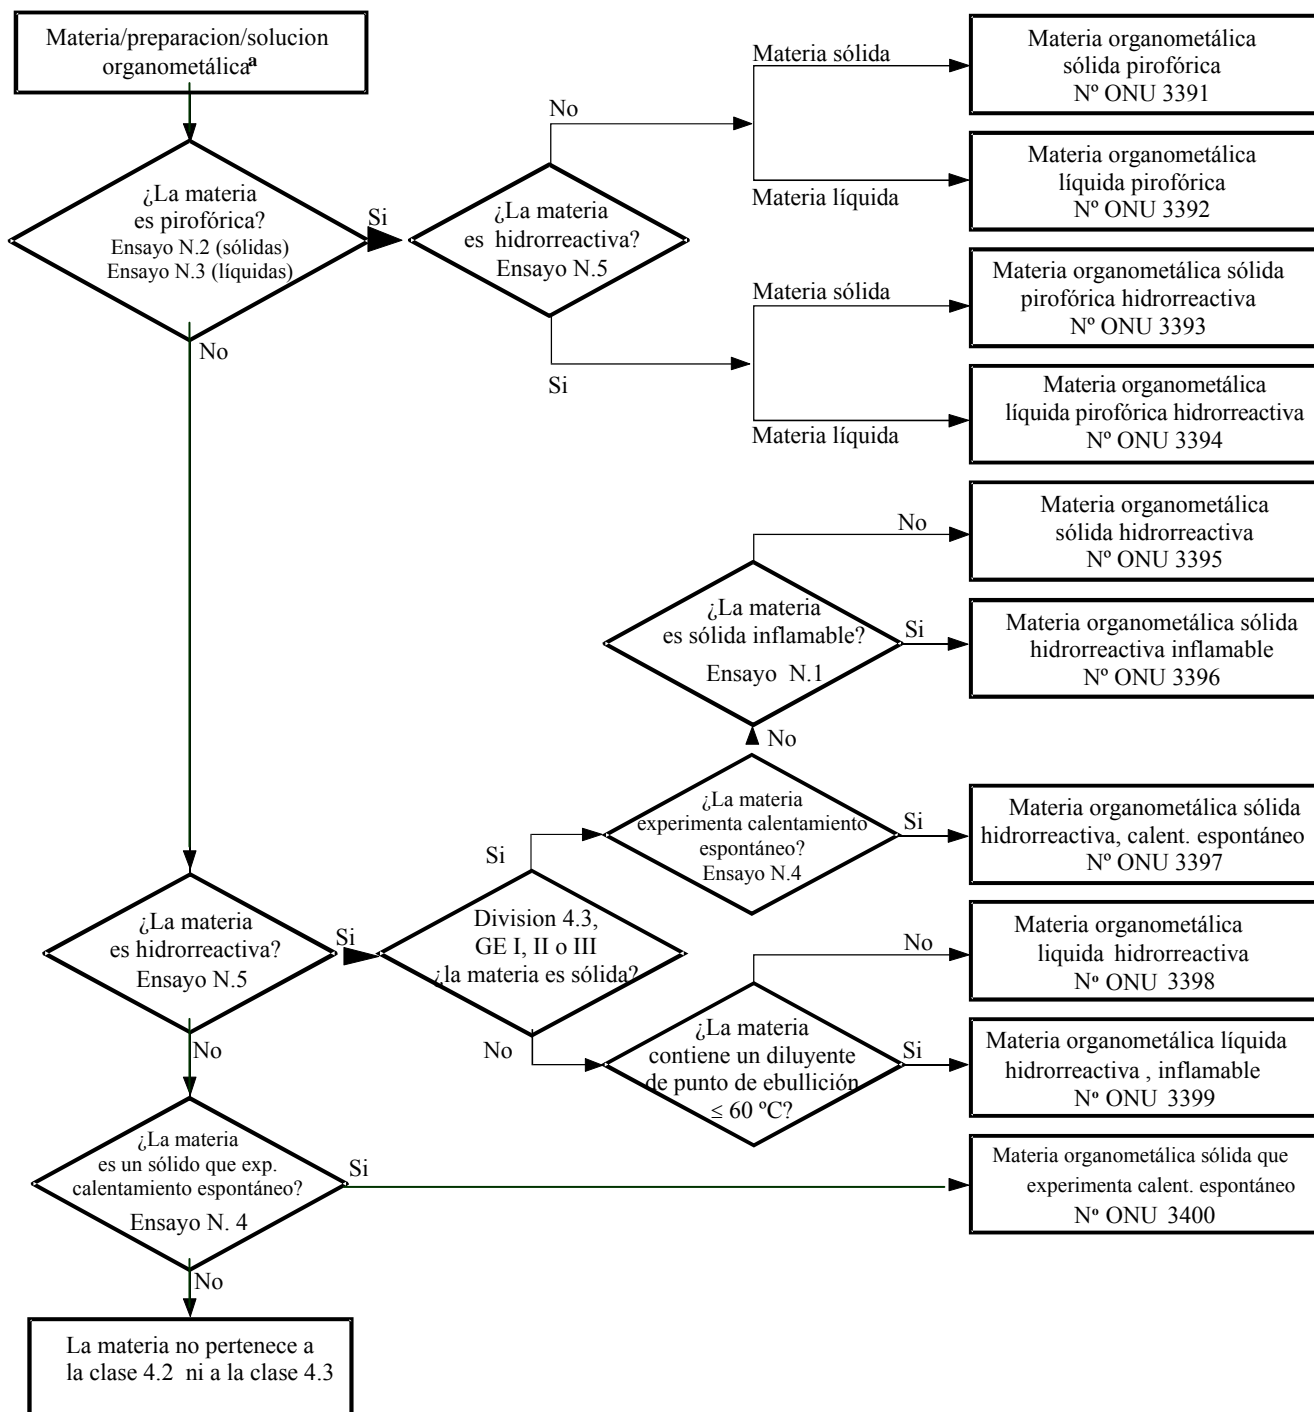 Materia/preparacion/solucion
organometálicaª
¿La materia
es pirofórica?
Ensayo N.2 (sólidas)
Ensayo N.3 (líquidas)
Si
No
¿La materia
es hidrorreactiva?
Ensayo N.5
No
Si
Materia sólida
Materia líquida
Materia organometálica
sólida pirofórica
Nº ONU 3391
Materia organometálica
líquida pirofórica
Nº ONU 3392
Materia sólida
Materia líquida
Materia organometálica sólida
pirofórica hidrorreactiva
Nº ONU 3393
Materia organometálica
líquida pirofórica hidrorreactiva
Nº ONU 3394
No
Materia organometálica
sólida hidrorreactiva
Nº ONU 3395
¿La materia
es sólida inflamable?
Ensayo N.1
Si
Materia organometálica sólida
hidrorreactiva inflamable
Nº ONU 3396
No
¿La materia
experimenta calentamiento
espontáneo?
Ensayo N.4
Si
Materia organometálica sólida
hidrorreactiva, calent. espontáneo
Nº ONU 3397
¿La materia
es hidrorreactiva?
Ensayo N.5
Si
No
Division 4.3,
GE I, II o III
¿la materia es sólida?
Si
No
No
Materia organometálica
liquida hidrorreactiva
Nº ONU 3398
¿La materia
contiene un diluyente
de punto de ebullición
≤ 60 ºC?
Si
Materia organometálica líquida
hidrorreactiva , inflamable
Nº ONU 3399
¿La materia
es un sólido que exp.
calentamiento espontáneo?
Ensayo N. 4
Si
Materia organometálica sólida que
experimenta calent. espontáneo
Nº ONU 3400
No
La materia no pertenece a
la clase 4.2 ni a la clase 4.3